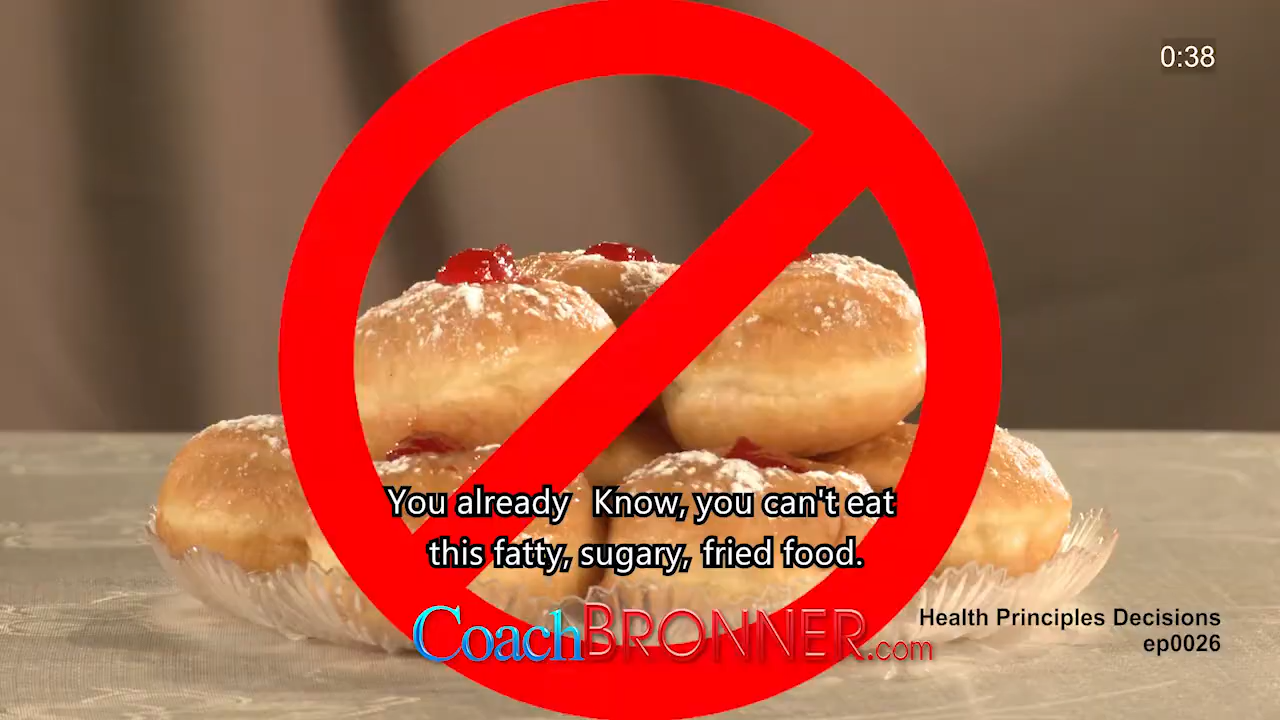 0:38
You already Know, you can't eat
this fatty, sugary, fried food.
CoachBRONNER.com
Health Principles Decisions
ep0026